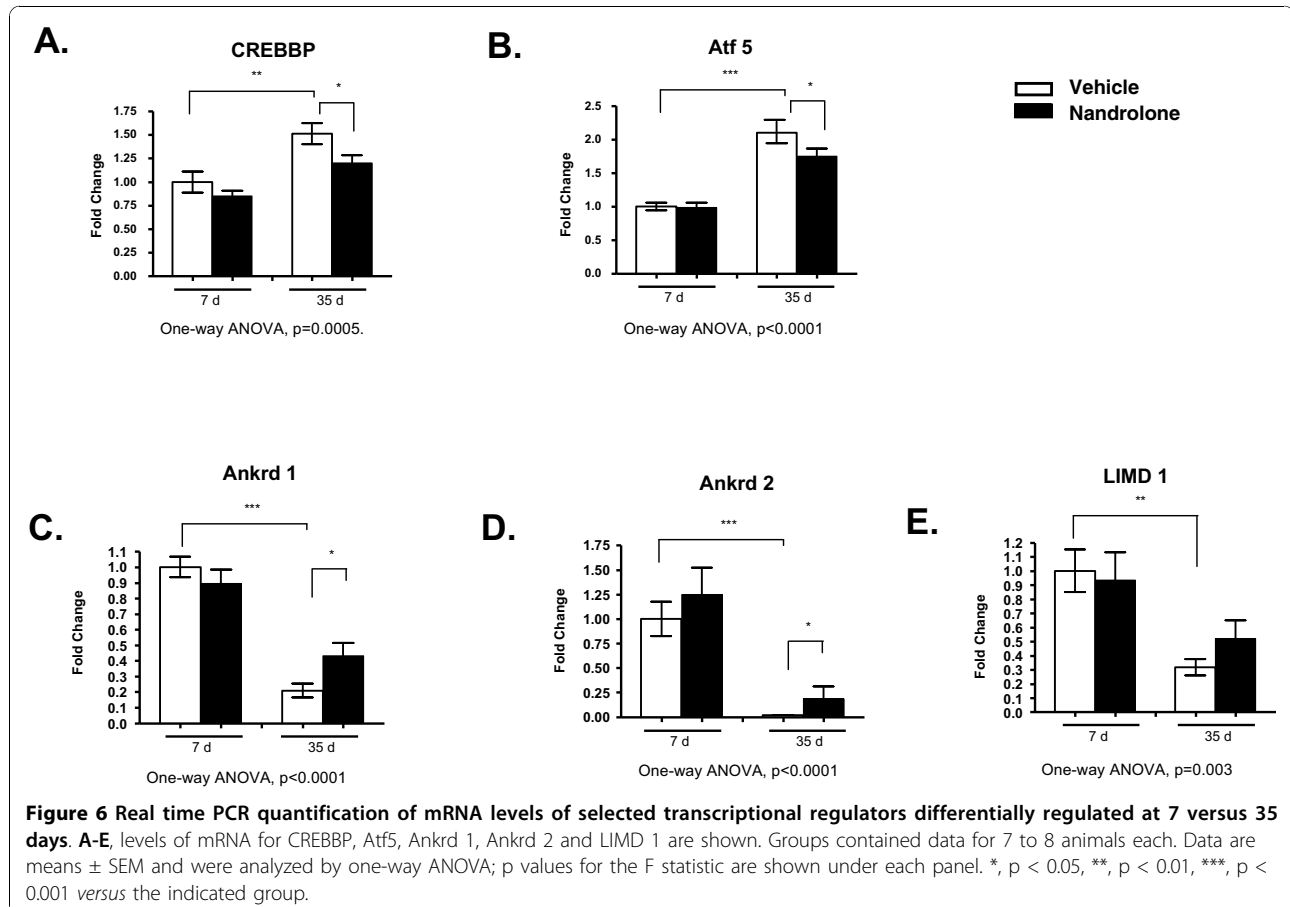 A.
CREBBP
**
*
Fold Change
1.75
1.50
1.25
1.00
0.75
0.50
0.25
0.00
7 d
35 d
One-way ANOVA, p=0.0005.
B.
Atf 5
***
*
Fold Change
2.5
2.0
1.5
1.0
0.5
0.0
7 d
35 d
One-way ANOVA, p<0.0001
Vehicle
Nandrolone
C.
Ankrd 1
***
*
Fold Change
1.1
1.0
0.9
0.8
0.7
0.6
0.5
0.4
0.3
0.2
0.1
0.0
7 d
35 d
One-way ANOVA, p<0.0001
D.
Ankrd 2
***
*
Fold Change
1.75
1.50
1.25
1.00
0.75
0.50
0.25
0.00
7 d
35 d
One-way ANOVA, p<0.0001
E.
LIMD 1
**
Fold Change
1.2
1.1
1.0
0.9
0.8
0.7
0.6
0.5
0.4
0.3
0.2
0.1
0.0
7 d
35 d
One-way ANOVA, p=0.003
Figure 6 Real time PCR quantification of mRNA levels of selected transcriptional regulators differentially regulated at 7 versus 35
days. A-E, levels of mRNA for CREBBP, Atf5, Ankrd 1, Ankrd 2 and LIMD 1 are shown. Groups contained data for 7 to 8 animals each. Data are
means ± SEM and were analyzed by one-way ANOVA; p values for the F statistic are shown under each panel. *, p < 0.05, **, p < 0.01, ***, p <
0.001 versus the indicated group.